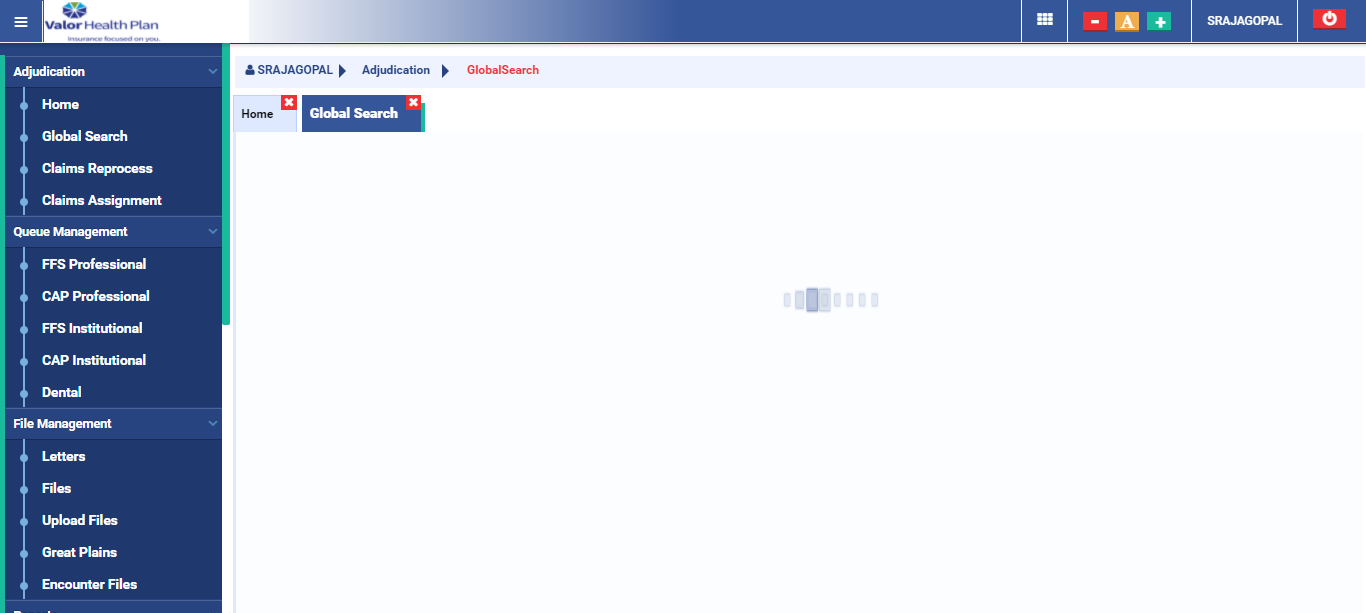 Valor Health Plan
Insurance focused on you.
A
SRAJAGOPAL
SRAJAGOPAL Adjudication GlobalSearch
Home Global Search
Adjudication
Home
Global Search
Claims Reprocess
Claims Assignment
Queue Management
FFS Professional
CAP Professional
FFS Institutional
CAP Institutional
Dental
File Management
Letters
Files
Upload Files
Great Plains
Encounter Files